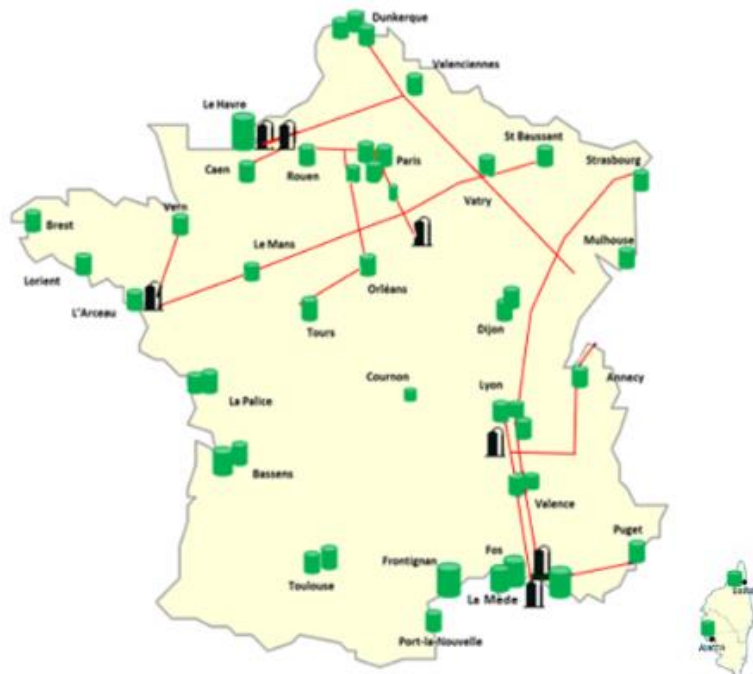 Dunkerque
Valenciennes
Le Havre
St Baussant
Caen
Rouen
Paris
Strasbourg
Vatry
Vern
Brest
Le Mans
Mulhouse
Lorient
Orléans
L'Arceau
Tours
Dijon
Cournon
Lyon
Annecy
La Palice
Bassens
Valence
Puget
Fos
Frontignan
Toulouse
La Mède
Port-la-Nouvelle